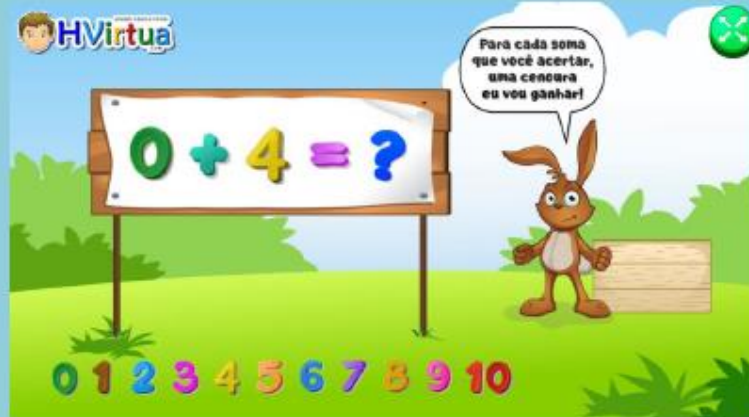 HVirtua
Para cada soma
que você acertar,
uma cenoura
eu vou ganhar!
0 + 4 = ?
0 1 2 3 4 5 6 7 8 9 10